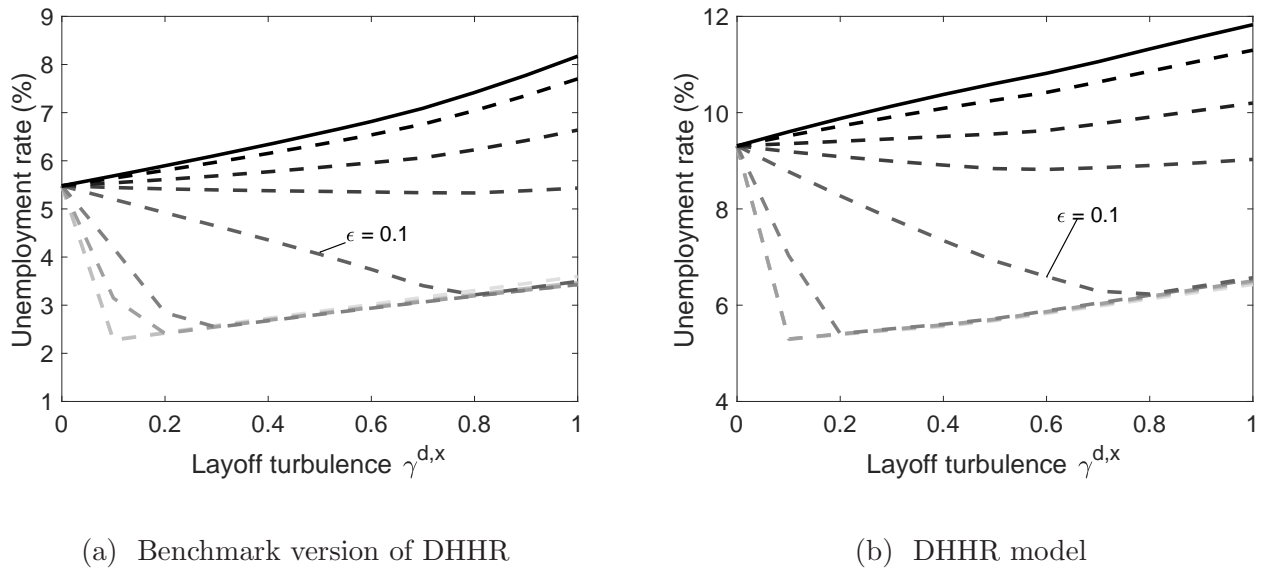 9
8
7
6
5
4
3
2
1
Unemployment rate (%)
ϵ = 0.1
0 0.2 0.4 0.6 0.8 1
Layoff turbulence γ^{d,x}
(a) Benchmark version of DHHR
12
10
8
6
4
Unemployment rate (%)
ϵ = 0.1
0 0.2 0.4 0.6 0.8 1
Layoff turbulence γ^{d,x}
(b) DHHR model